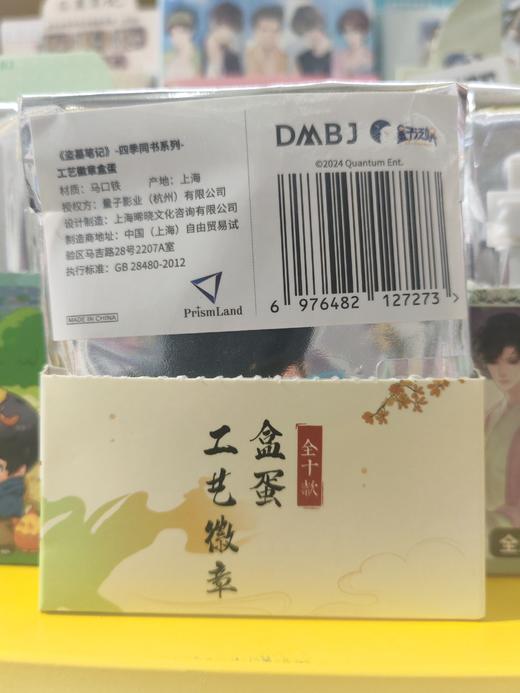 《盗墓笔记》-四季同书系列-
工艺徽章盒蛋
材质：马口铁 产地：上海
授权方：量子影业（杭州）有限公司
设计制造：上海晞晓文化咨询有限公司
制造商地址：中国（上海）自由贸易试
验区马吉路28号2207A室
执行标准：GB 28480-2012
MADE IN CHINA
PrismLand
DMBJ
©2024 Quantum Ent.
6 976482 127273 >
全十款
盒蛋
工艺徽章
全